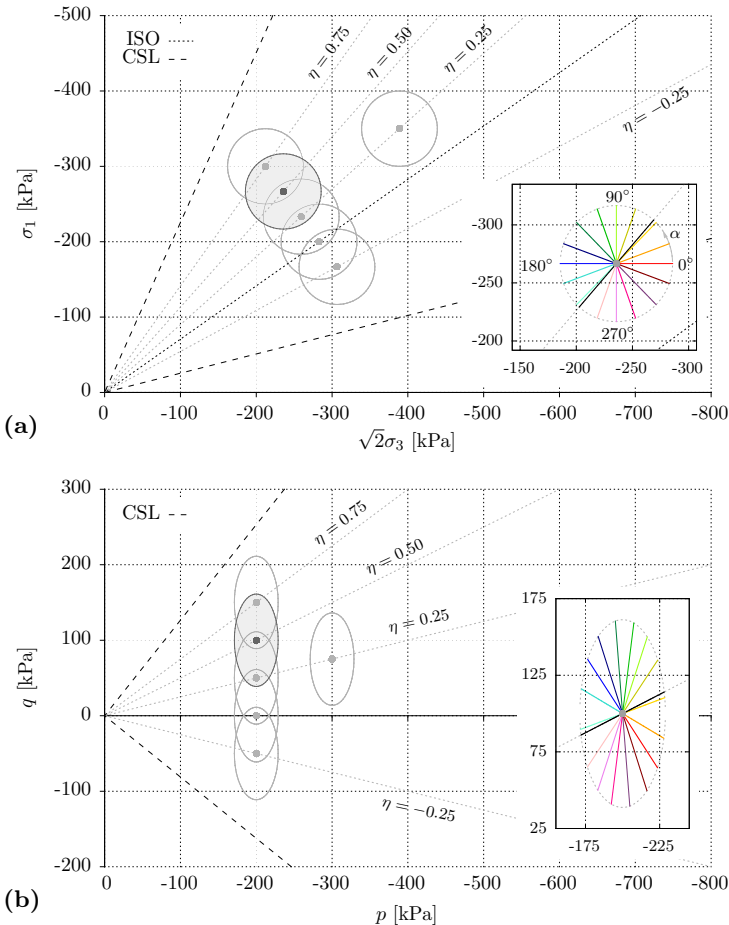 -500
-400
-300
-200
-100
0
σ1 [kPa]
ISO
CSL
η = 0.75
η = 0.50
η = 0.25
η = −0.25
-300
-250
-200
90°
α
180°
0°
270°
-150 -200 -250 -300
0 -100 -200 -300 -400 -500 -600 -700 -800
√2σ3 [kPa]
(a)
300
200
100
0
-100
-200
q [kPa]
CSL
η = 0.75
η = 0.50
η = 0.25
η = −0.25
175
125
75
25
-175 -225
0 -100 -200 -300 -400 -500 -600 -700 -800
p [kPa]
(b)